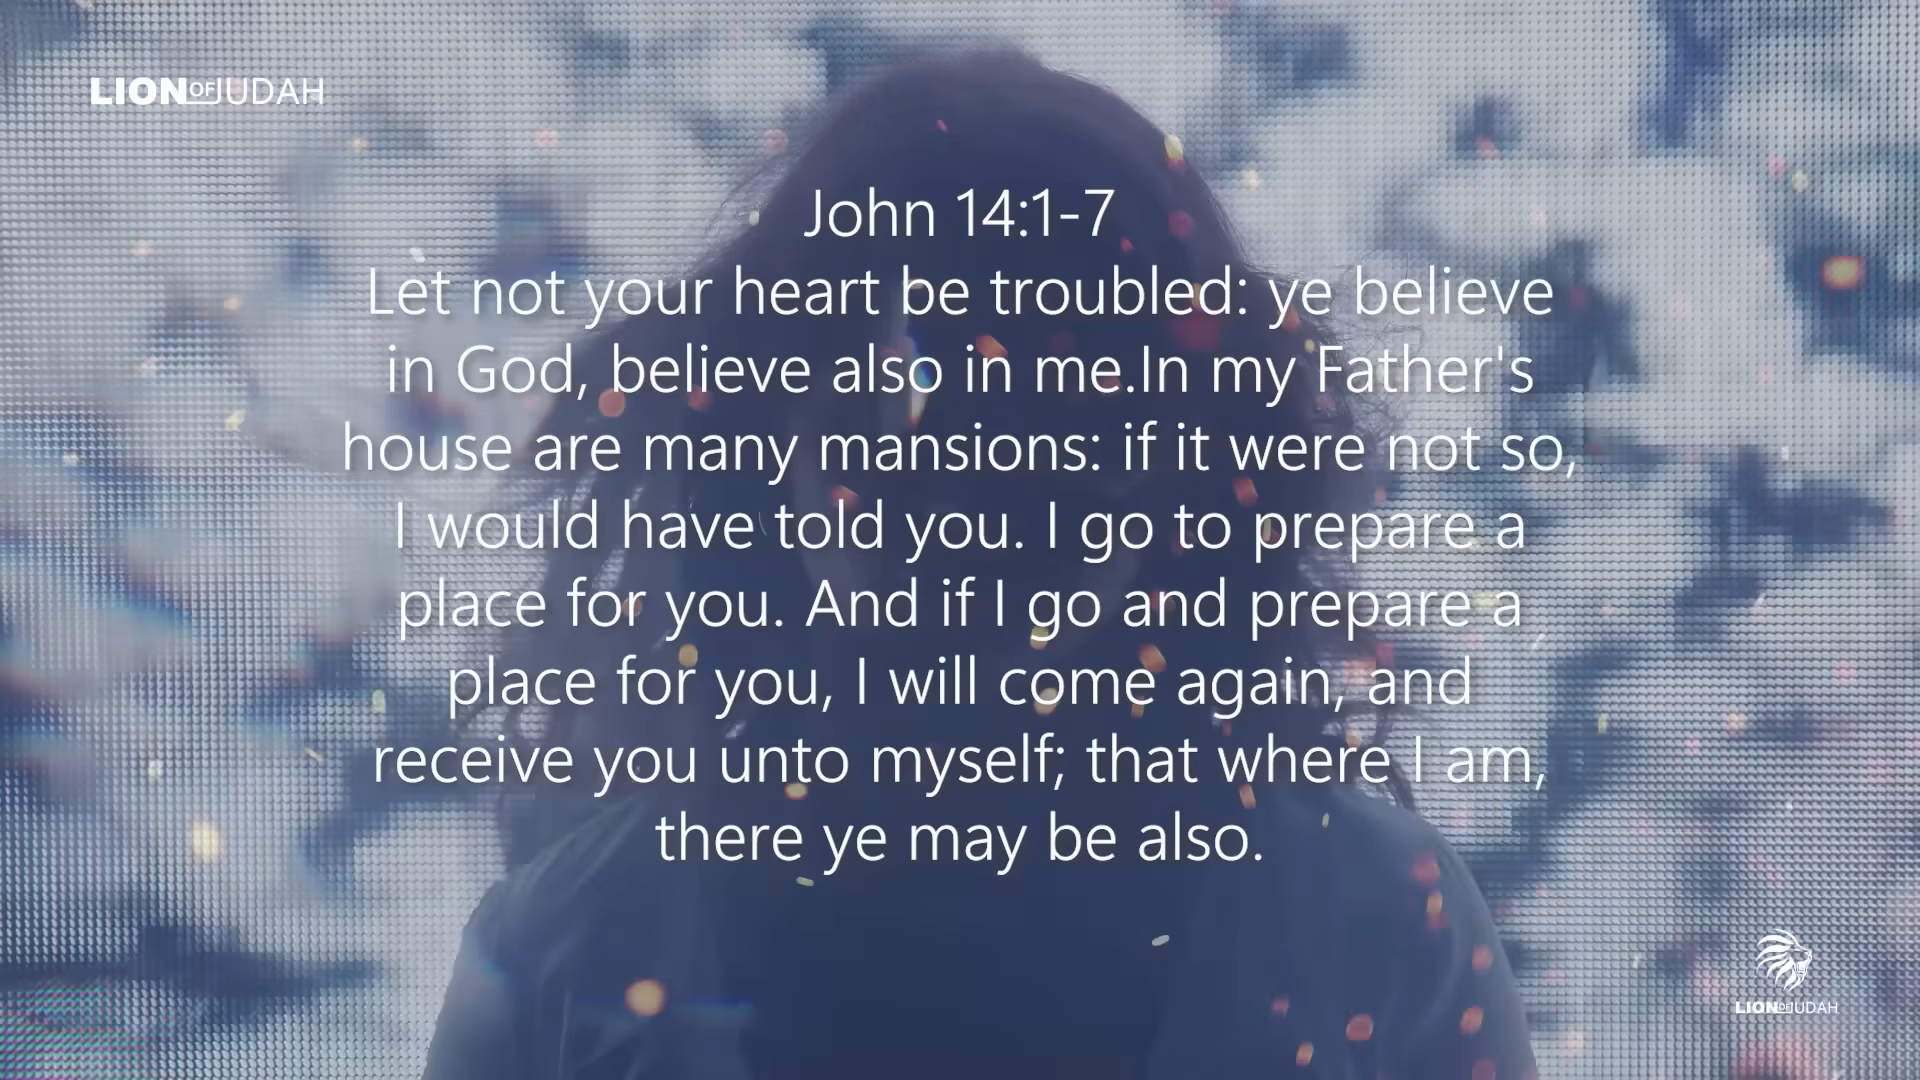 LIONOFJUDAH
John 14:1-7
Let not your heart be troubled: ye believe
in God, believe also in me.In my Father's
house are many mansions: if it were not so,
I would have told you. I go to prepare a
place for you. And if I go and prepare a
place for you, I will come again, and
receive you unto myself; that where I am,
there ye may be also.
LIONOFJUDAH